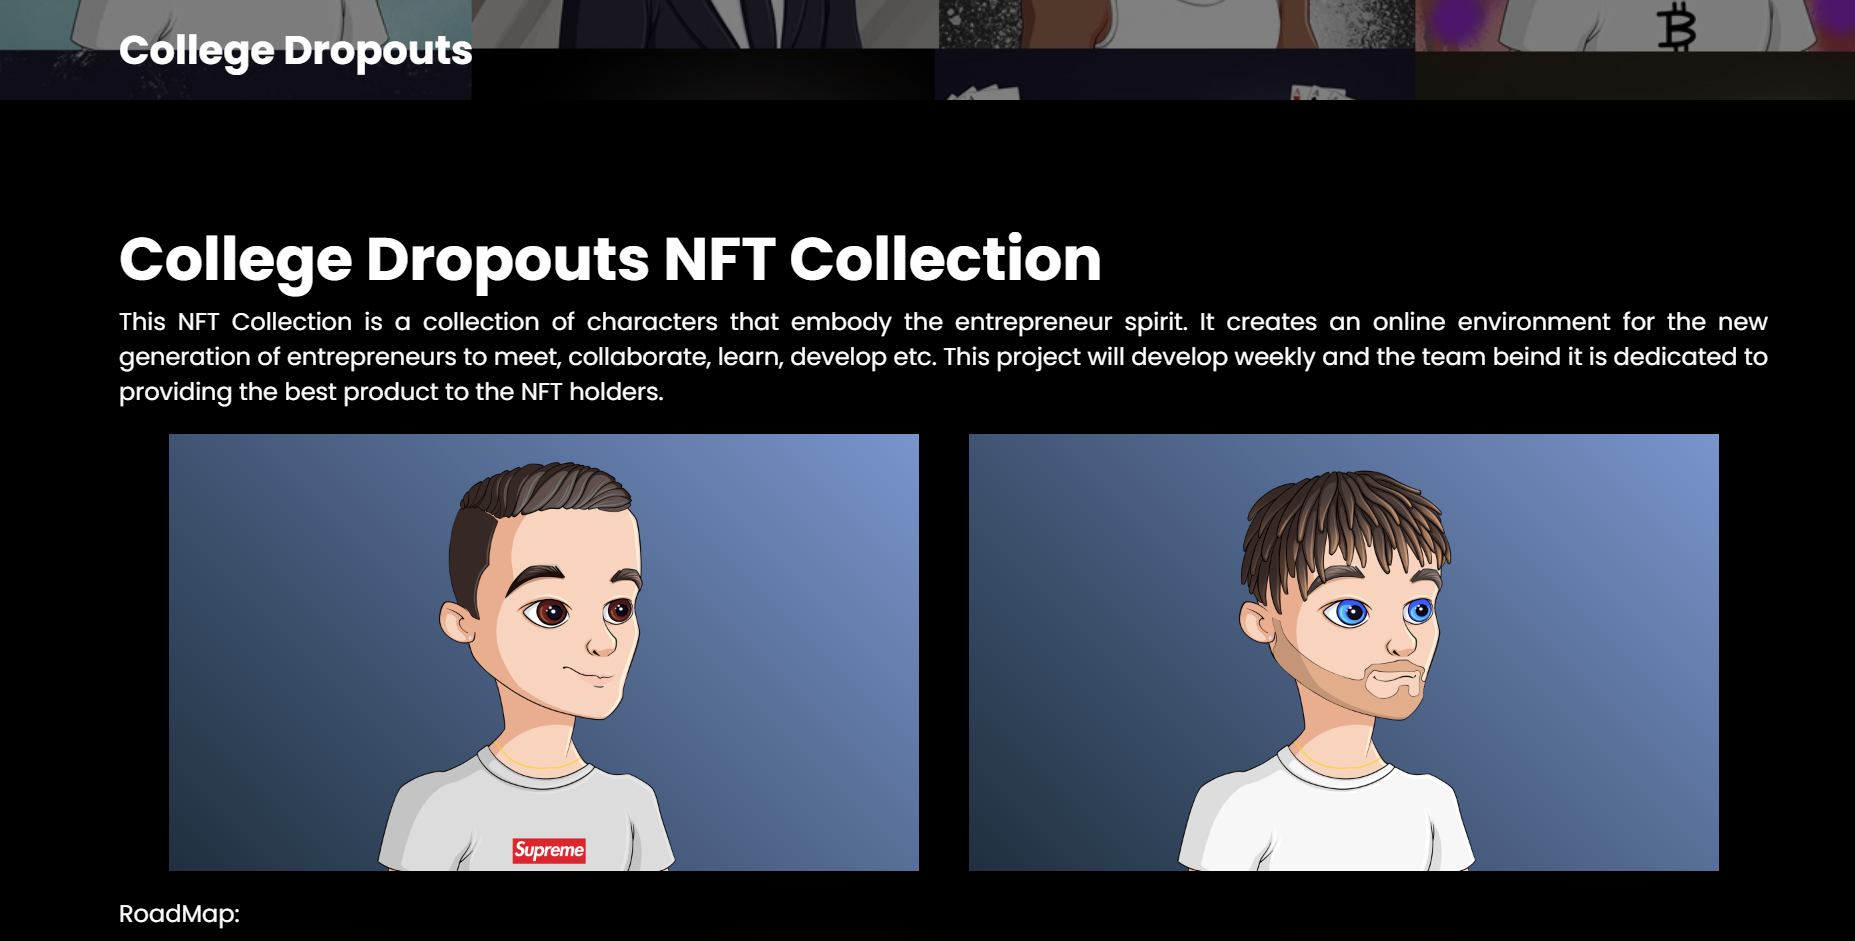 College Dropouts
College Dropouts NFT Collection
This NFT Collection is a collection of characters that embody the entrepreneur spirit. It creates an online environment for the new
generation of entrepreneurs to meet, collaborate, learn, develop etc. This project will develop weekly and the team beind it is dedicated to
providing the best product to the NFT holders.
Supreme
RoadMap: